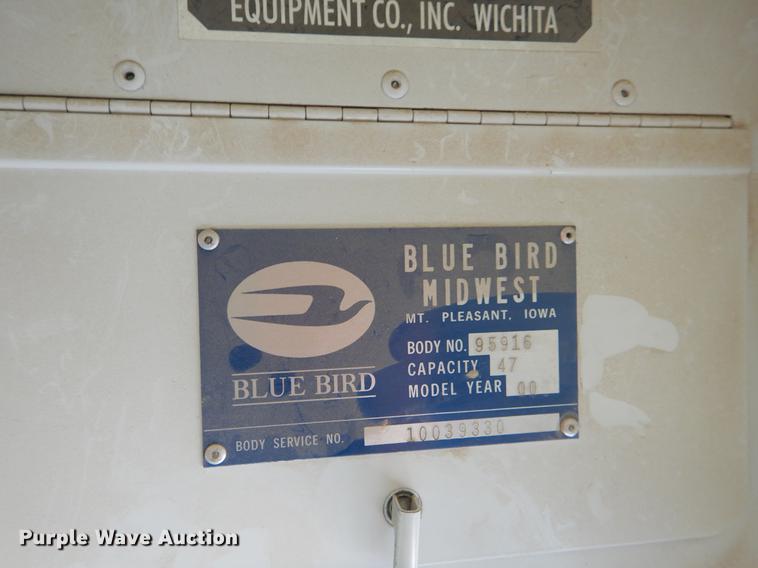 EQUIPMENT CO., INC. WICHITA
BLUE BIRD
MIDWEST
MT. PLEASANT, IOWA
BODY NO. 95916
CAPACITY 47
MODEL YEAR 00
BLUE BIRD
BODY SERVICE NO. 10039330
Purple Wave Auction